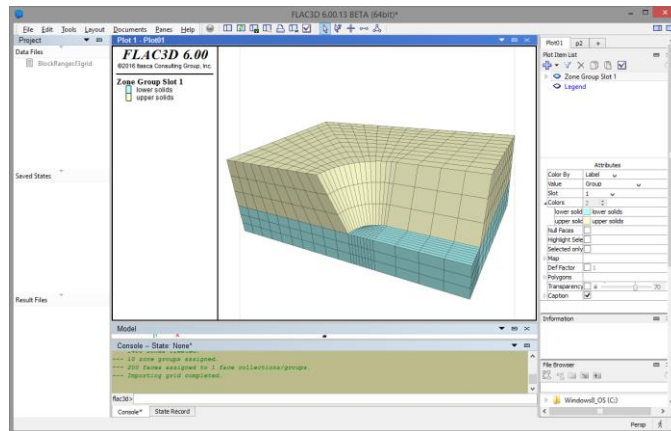 FLAC3D 6.00.13 BETA (64bit)*
File Edit Tools Layout Documents Panes Help
Project
Data Files
BlockRanger.f3grid
Saved States
Result Files
Plot 1 - Plot01
FLAC3D 6.00
©2016 Itasca Consulting Group, Inc.
Zone Group Slot 1
lower solids
upper solids
Model
Console -- State: None*
--- 10 zone groups assigned.
--- 200 faces assigned to 1 face collections/groups.
--- Importing grid completed.
flac3d>
Console*
State Record
Plot01 p2 +
Plot Item List
Zone Group Slot 1
Legend
Attributes
Color By Label
Value Group
Slot 1
Colors 2
lower solid lower solids
upper solid upper solids
Null Faces
Highlight Sele
Selected only
Map
Def Factor 1
Polygons
Transparency 70
Caption
Information
File Browser
Windows8_OS (C:)
Persp